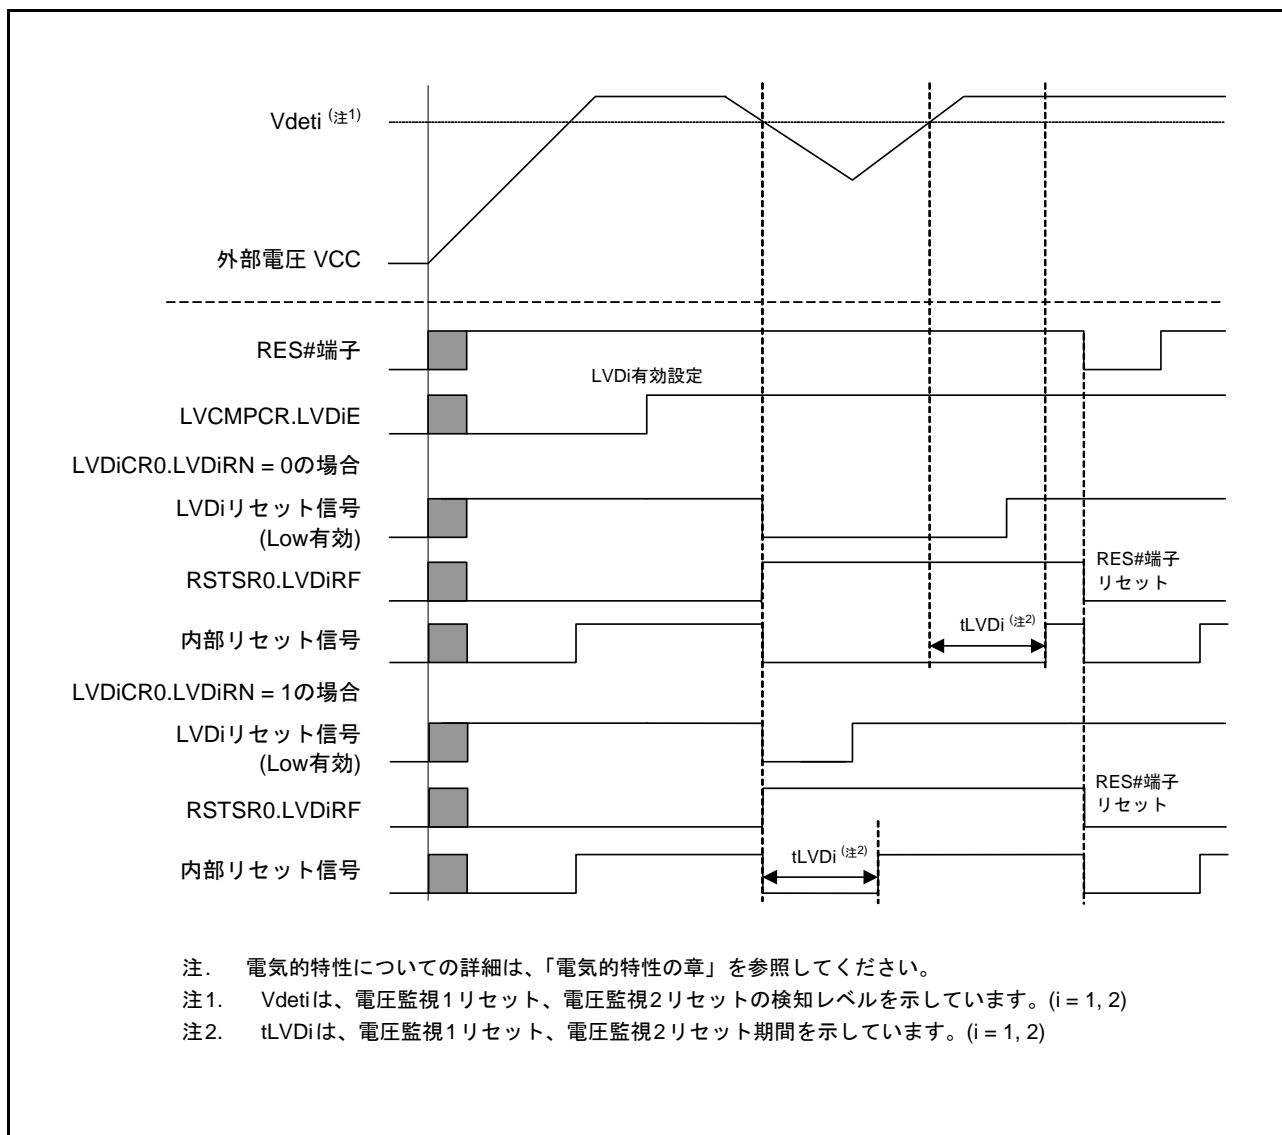 Vdeti (注1)
外部電圧 VCC
RES#端子
LVDi有効設定
LVCMPCR.LVDiE
LVDiCR0.LVDiRN = 0の場合
LVDiリセット信号
(Low有効)
RSTSR0.LVDiRF
RES#端子
リセット
内部リセット信号
tLVDi (注2)
LVDiCR0.LVDiRN = 1の場合
LVDiリセット信号
(Low有効)
RSTSR0.LVDiRF
RES#端子
リセット
内部リセット信号
tLVDi (注2)
注. 電気的特性についての詳細は、「電気的特性の章」を参照してください。
注1. Vdetiは、電圧監視1リセット、電圧監視2リセットの検知レベルを示しています。(i = 1, 2)
注2. tLVDiは、電圧監視1リセット、電圧監視2リセット期間を示しています。(i = 1, 2)